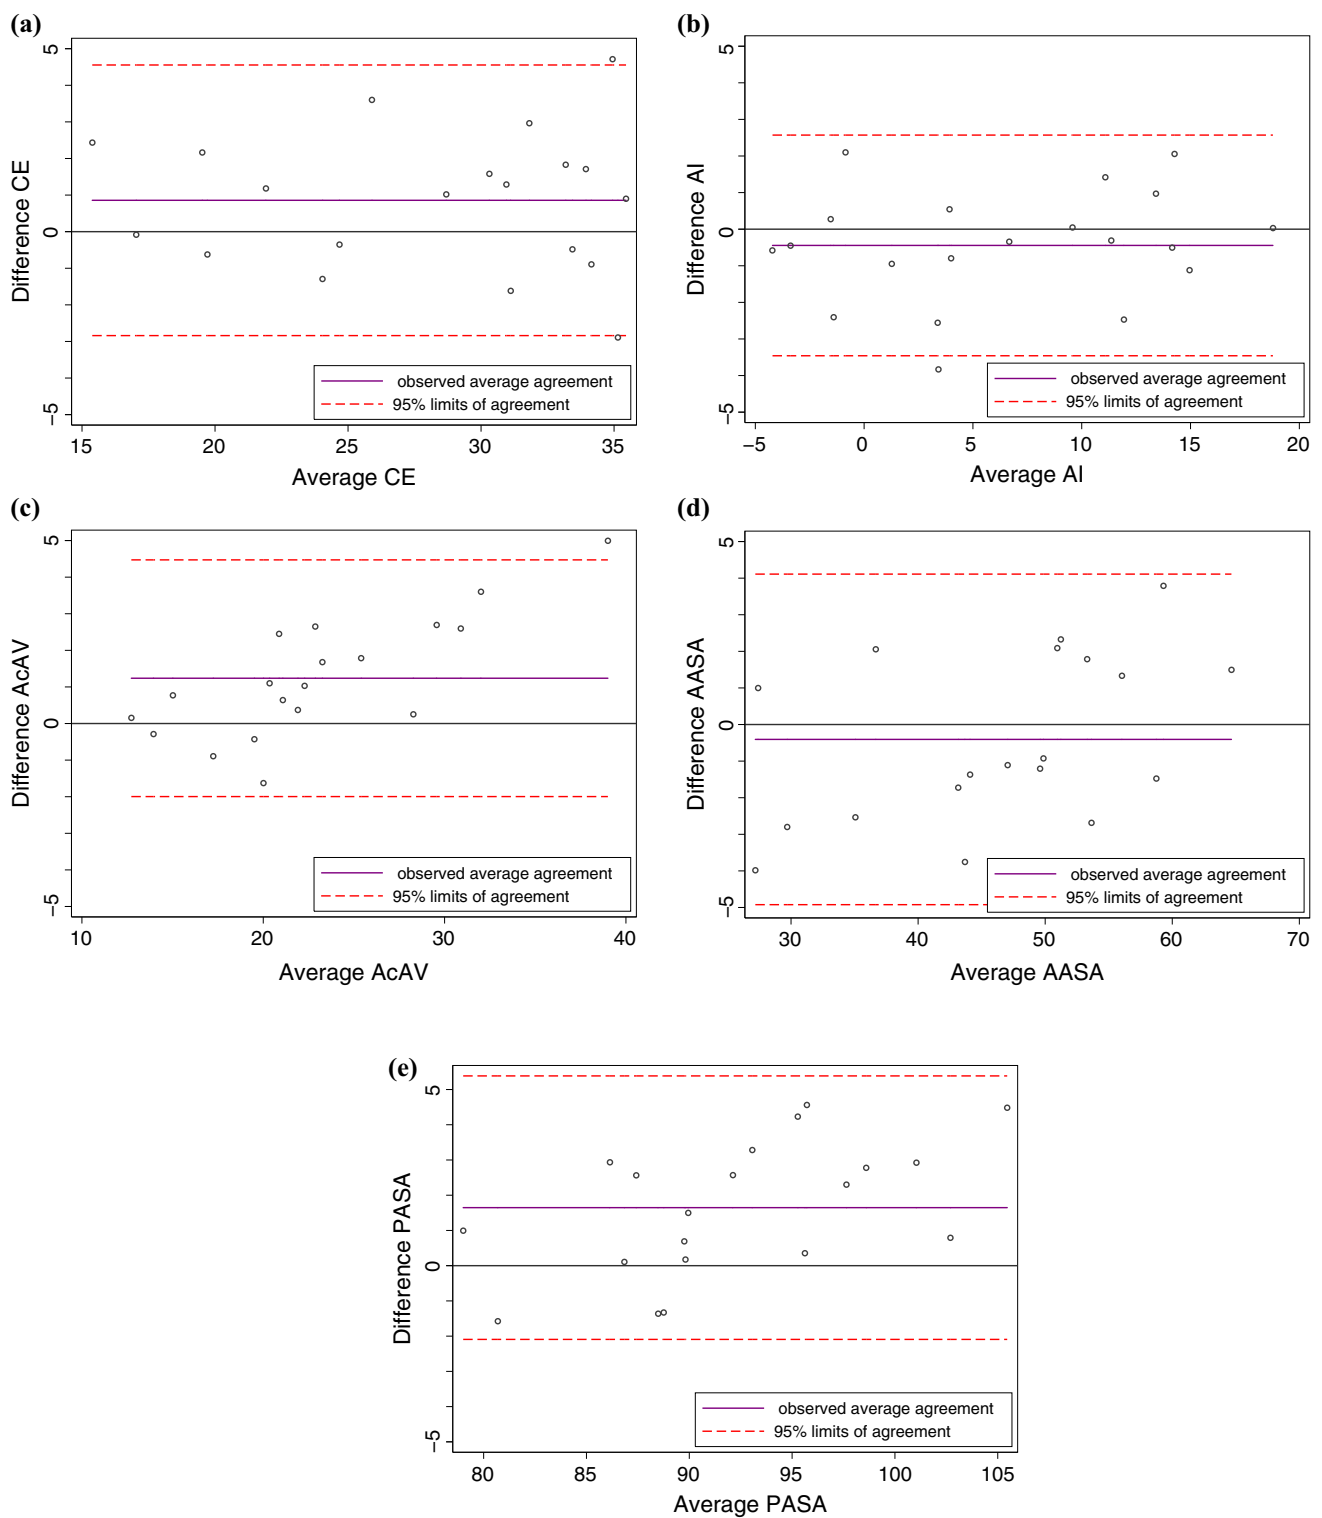 (a)
5
0
−5
Difference CE
15 20 25 30 35
Average CE
observed average agreement
95% limits of agreement
(b)
5
0
−5
Difference AI
−5 0 5 10 15 20
Average AI
observed average agreement
95% limits of agreement
(c)
5
0
−5
Difference AcAV
10 20 30 40
Average AcAV
observed average agreement
95% limits of agreement
(d)
5
0
−5
Difference AASA
30 40 50 60 70
Average AASA
observed average agreement
95% limits of agreement
(e)
5
0
−5
Difference PASA
80 85 90 95 100 105
Average PASA
observed average agreement
95% limits of agreement